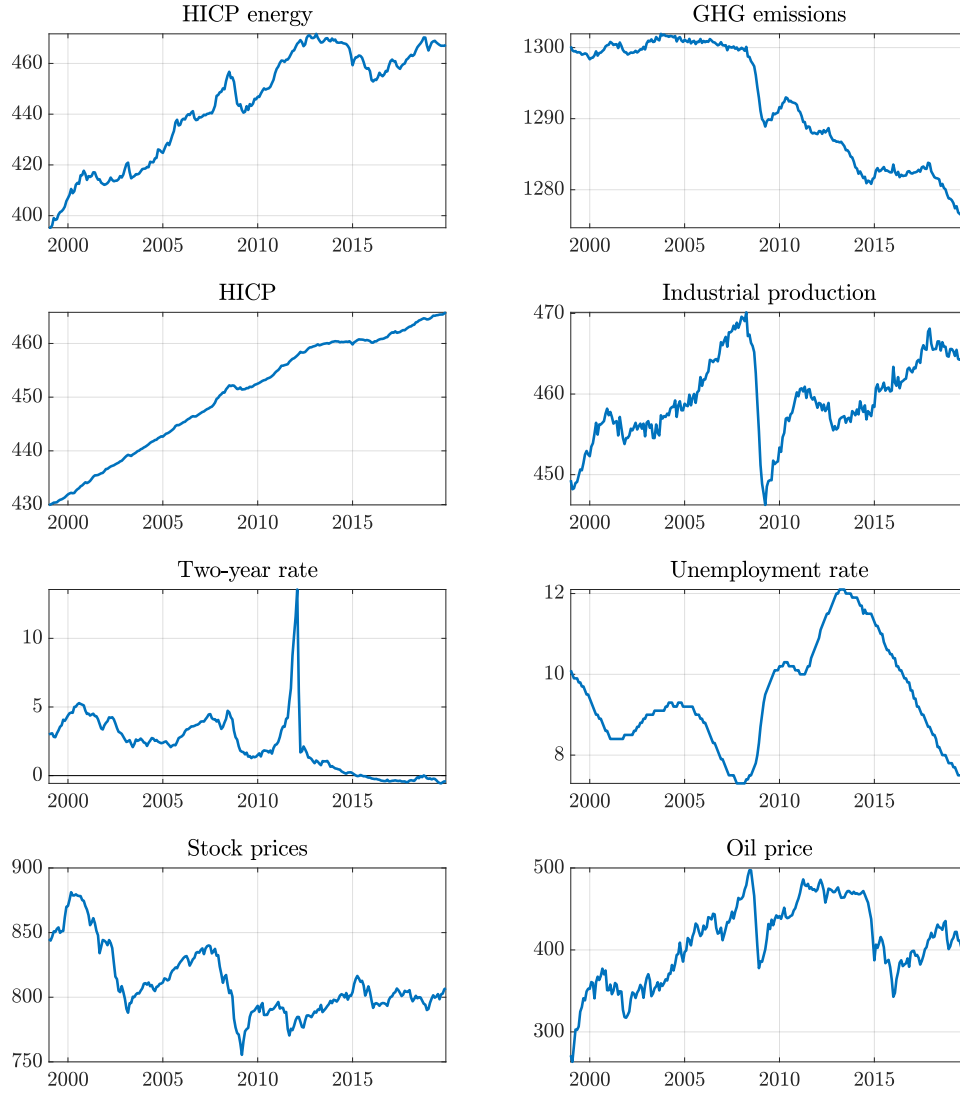 HICP energy
460
440
420
400
2000 2005 2010 2015
GHG emissions
1300
1290
1280
2000 2005 2010 2015
HICP
460
450
440
430
2000 2005 2010 2015
Industrial production
470
460
450
2000 2005 2010 2015
Two-year rate
10
5
0
2000 2005 2010 2015
Unemployment rate
12
10
8
2000 2005 2010 2015
Stock prices
900
850
800
750
2000 2005 2010 2015
Oil price
500
400
300
2000 2005 2010 2015